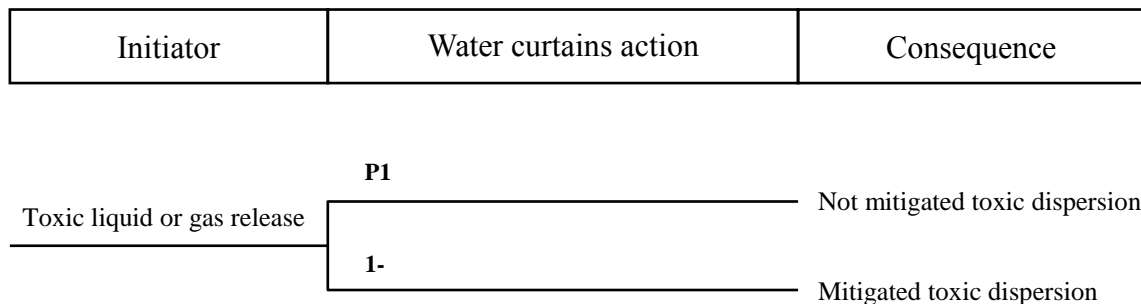 Initiator
Water curtains action
Consequence
P1
Not mitigated toxic dispersion
Toxic liquid or gas release
1-
Mitigated toxic dispersion